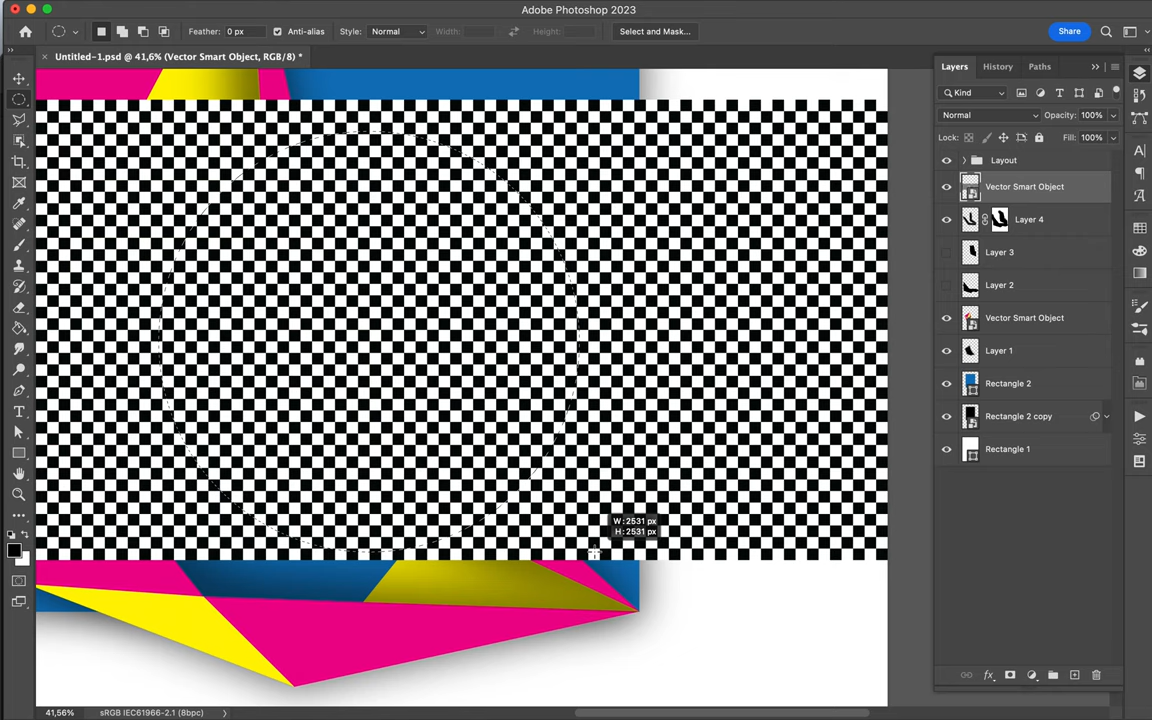 Adobe Photoshop 2023
Feather: 0 px Anti-alias Style: Normal Width: Height: Select and Mask... Share
Untitled-1.psd @ 41,6% (Vector Smart Object, RGB/8) *
Layers History Paths
Kind
Normal Opacity: 100%
Lock: Fill: 100%
Layout
Vector Smart Object
Layer 4
Layer 3
Layer 2
Vector Smart Object
Layer 1
Rectangle 2
Rectangle 2 copy
Rectangle 1
W: 2531 px
H: 2531 px
41,56% sRGB IEC61966-2.1 (8bpc)